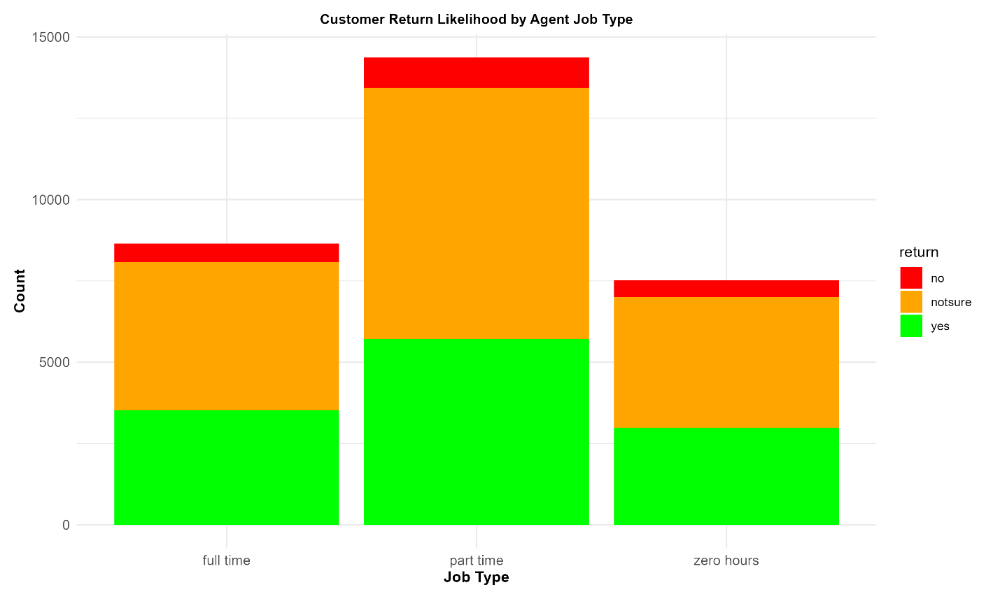 Customer Return Likelihood by Agent Job Type
15000
10000
5000
0
Count
full time
part time
zero hours
Job Type
return
no
notsure
yes